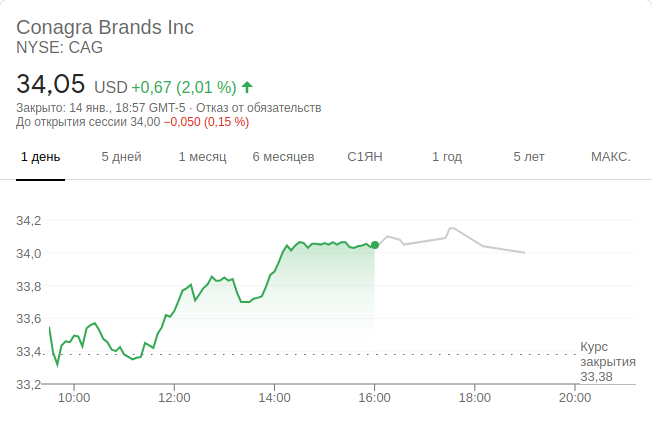 Conagra Brands Inc
NYSE: CAG
34,05 USD +0,67 (2,01 %)
Закрыто: 14 янв., 18:57 GMT-5 · Отказ от обязательств
До открытия сессии 34,00 −0,050 (0,15 %)
1 день 5 дней 1 месяц 6 месяцев С1ЯН 1 год 5 лет МАКС.
34,2
34,0
33,8
33,6
33,4
33,2
Курс
закрытия
33,38
10:00 12:00 14:00 16:00 18:00 20:00